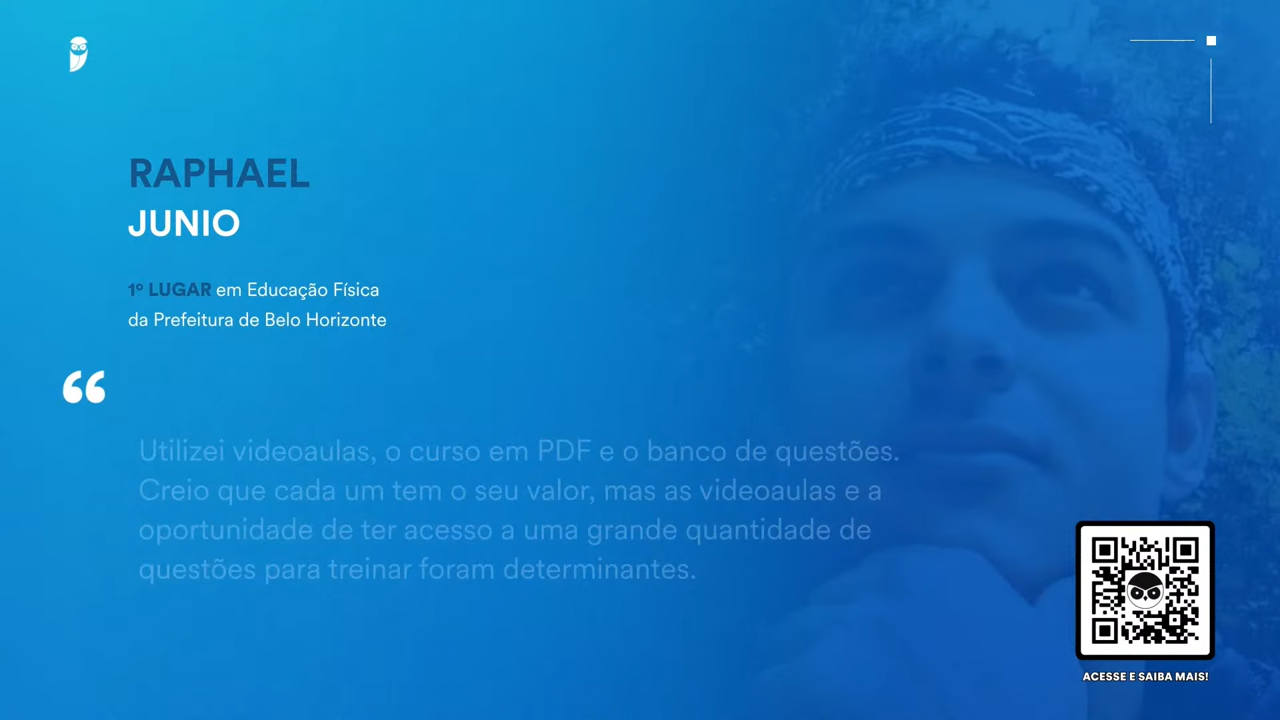 RAPHAEL
JUNIO
1º LUGAR em Educação Física
da Prefeitura de Belo Horizonte
“
Utilizei videoaulas, o curso em PDF e o banco de questões.
Creio que cada um tem o seu valor, mas as videoaulas e a
oportunidade de ter acesso a uma grande quantidade de
questões para treinar foram determinantes.
ACESSE E SAIBA MAIS!